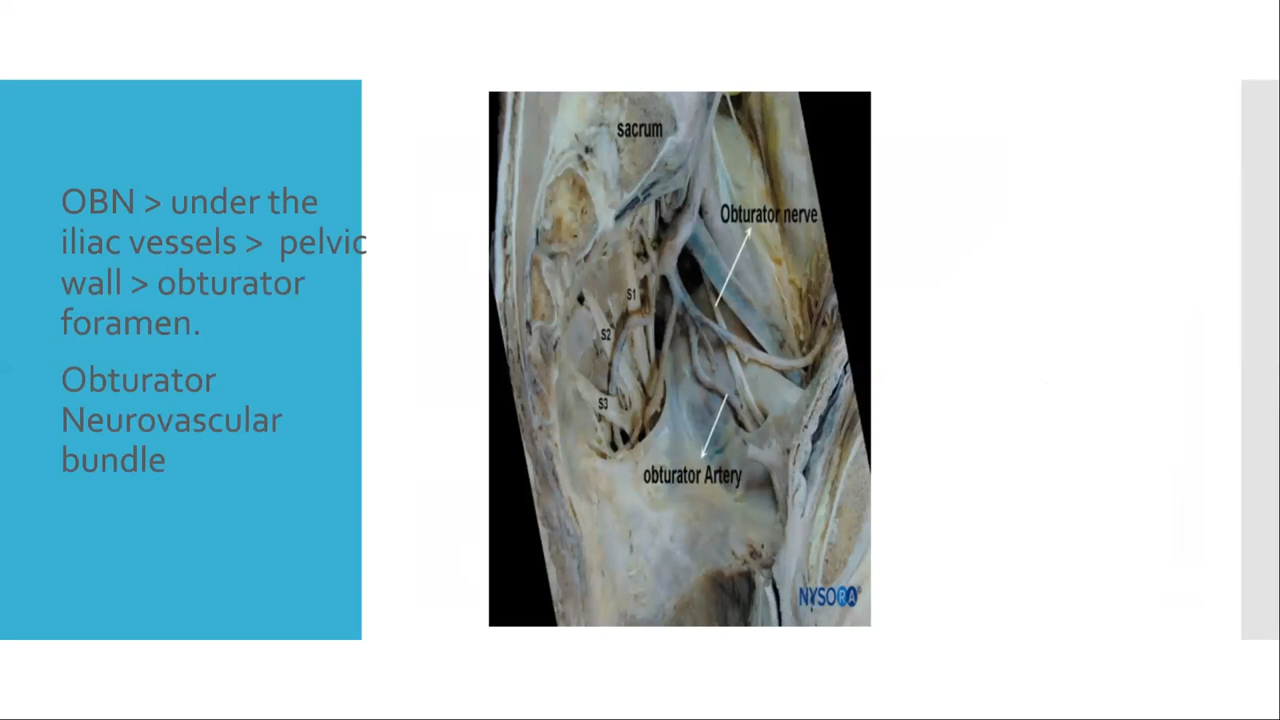 OBN > under the
iliac vessels > pelvic
wall > obturator
foramen.
Obturator
Neurovascular
bundle
sacrum
Obturator nerve
S1
S2
S3
obturator Artery
NYSORA®